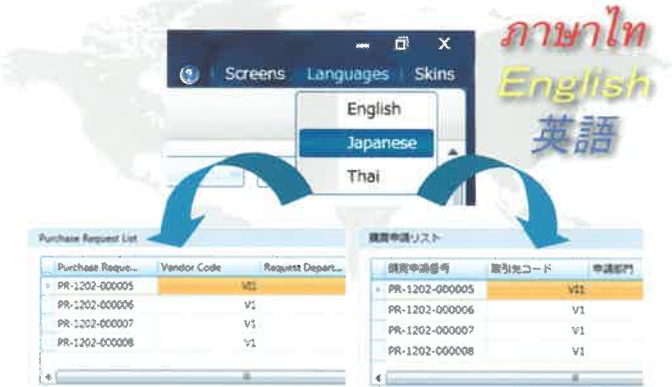 ภาษาไท
English
英語
Screens Languages Skins
English
Japanese
Thai
Purchase Request List
Purchase Reque... Vendor Code Request Depart...
PR-1202-000005 VI1
PR-1202-000006 V1
PR-1202-000007 V1
PR-1202-000008 V1
購買申請リスト
購買申請番号 取引先コード 申請部門
PR-1202-000005 VI1
PR-1202-000006 V1
PR-1202-000007 V1
PR-1202-000008 V1